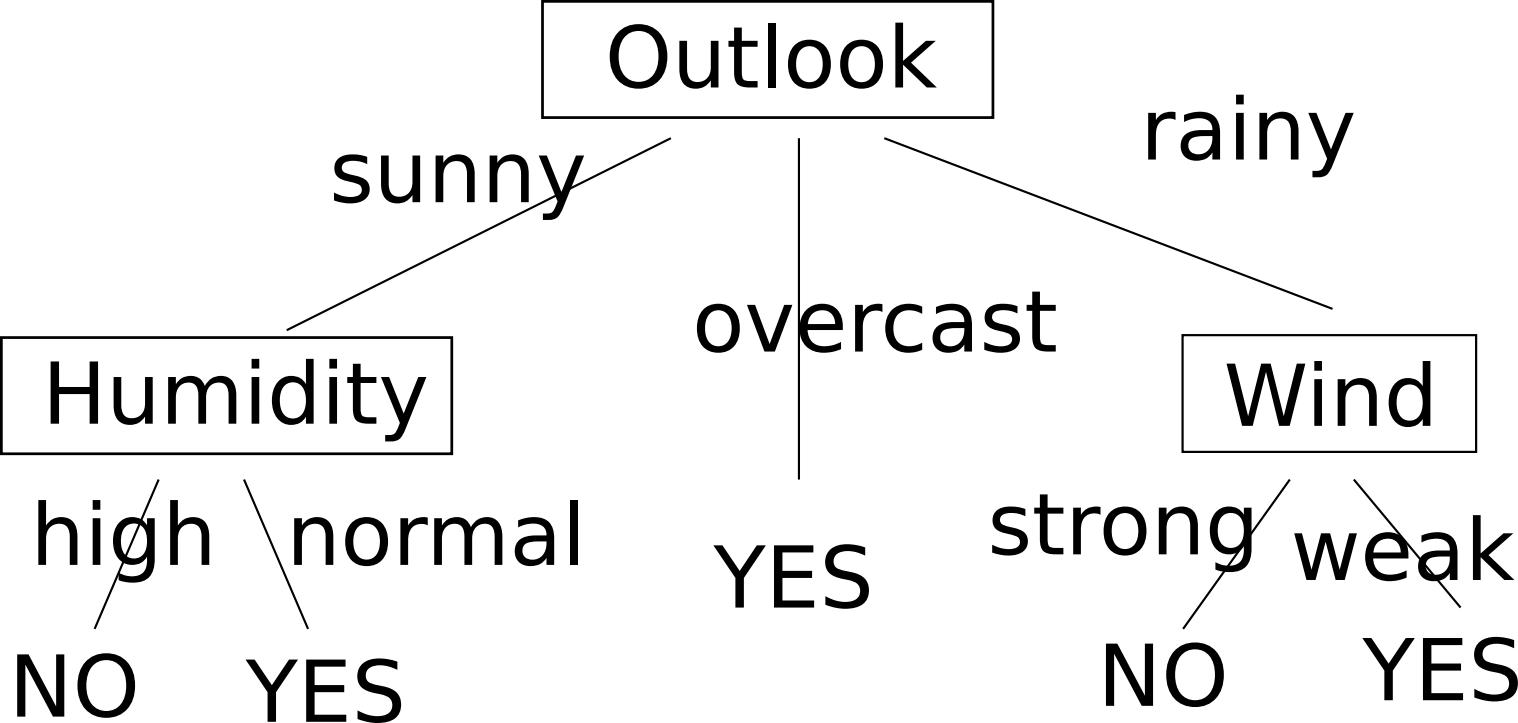 Outlook
sunny
rainy
overcast
Humidity
Wind
high
normal
strong
weak
YES
NO
YES
NO
YES